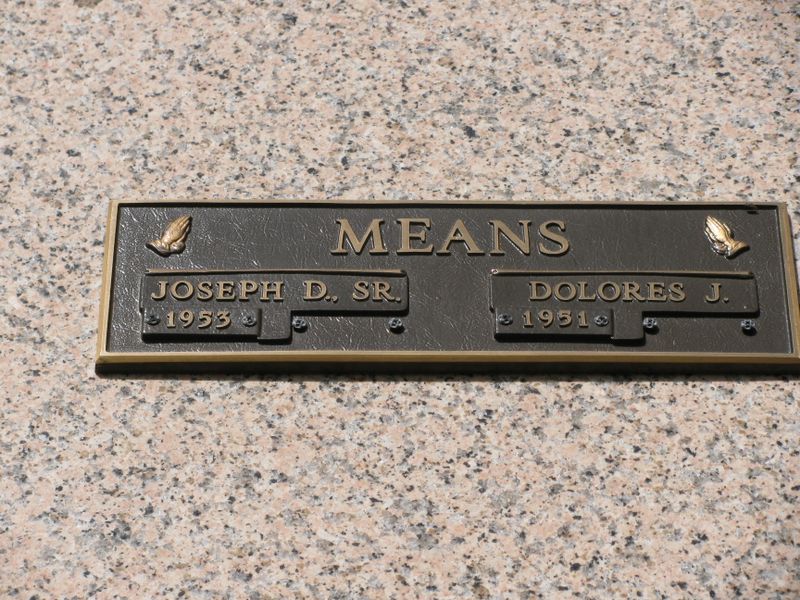 MEANS
JOSEPH D., SR.
1953
DOLORES J.
1951